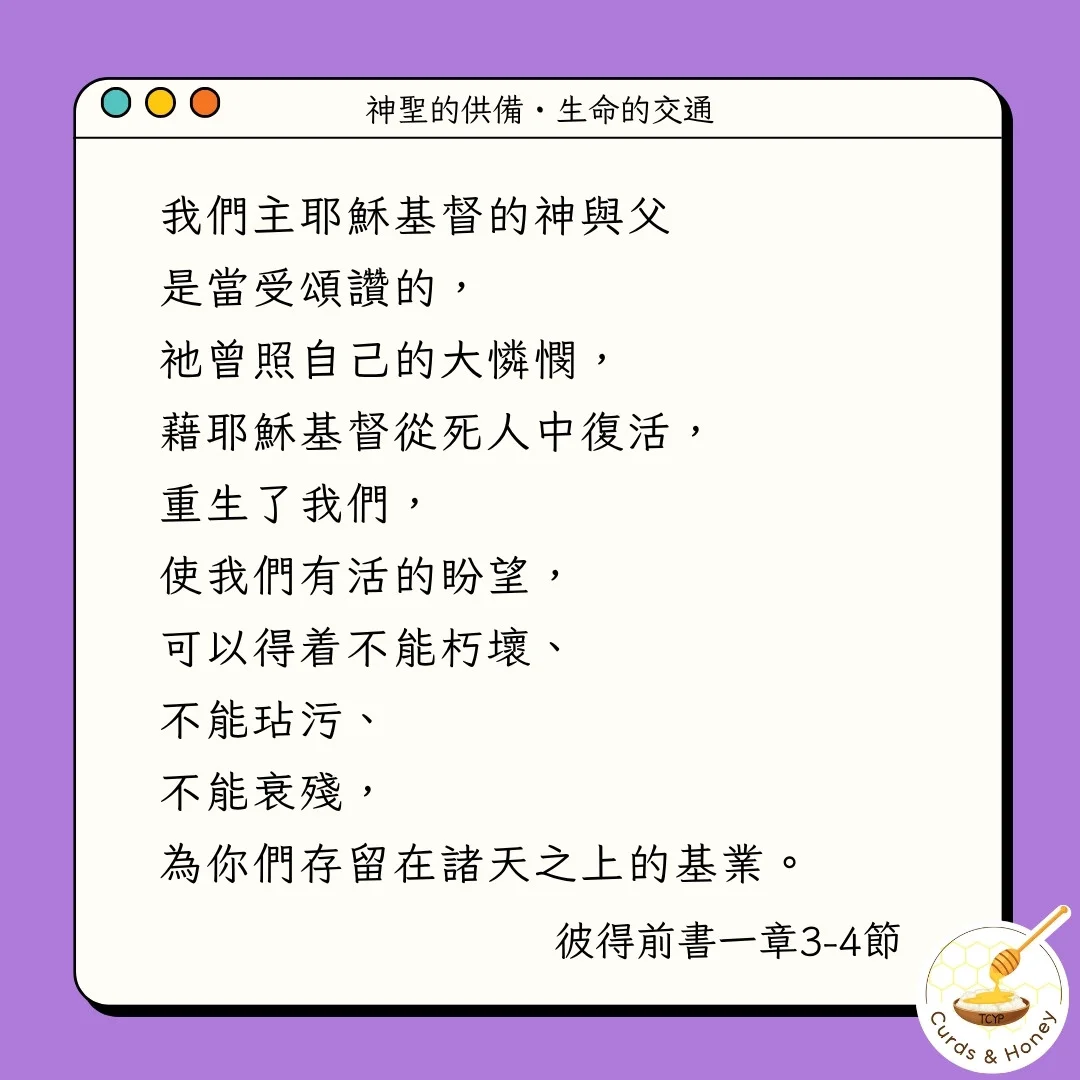 神聖的供備·生命的交通
我們主耶穌基督的神與父
是當受頌讚的，
祂曾照自己的大憐憫，
藉耶穌基督從死人中復活，
重生了我們，
使我們有活的盼望，
可以得着不能朽壞、
不能玷污、
不能衰殘，
為你們存留在諸天之上的基業。
彼得前書一章3-4節
TCYP
Curds & Honey